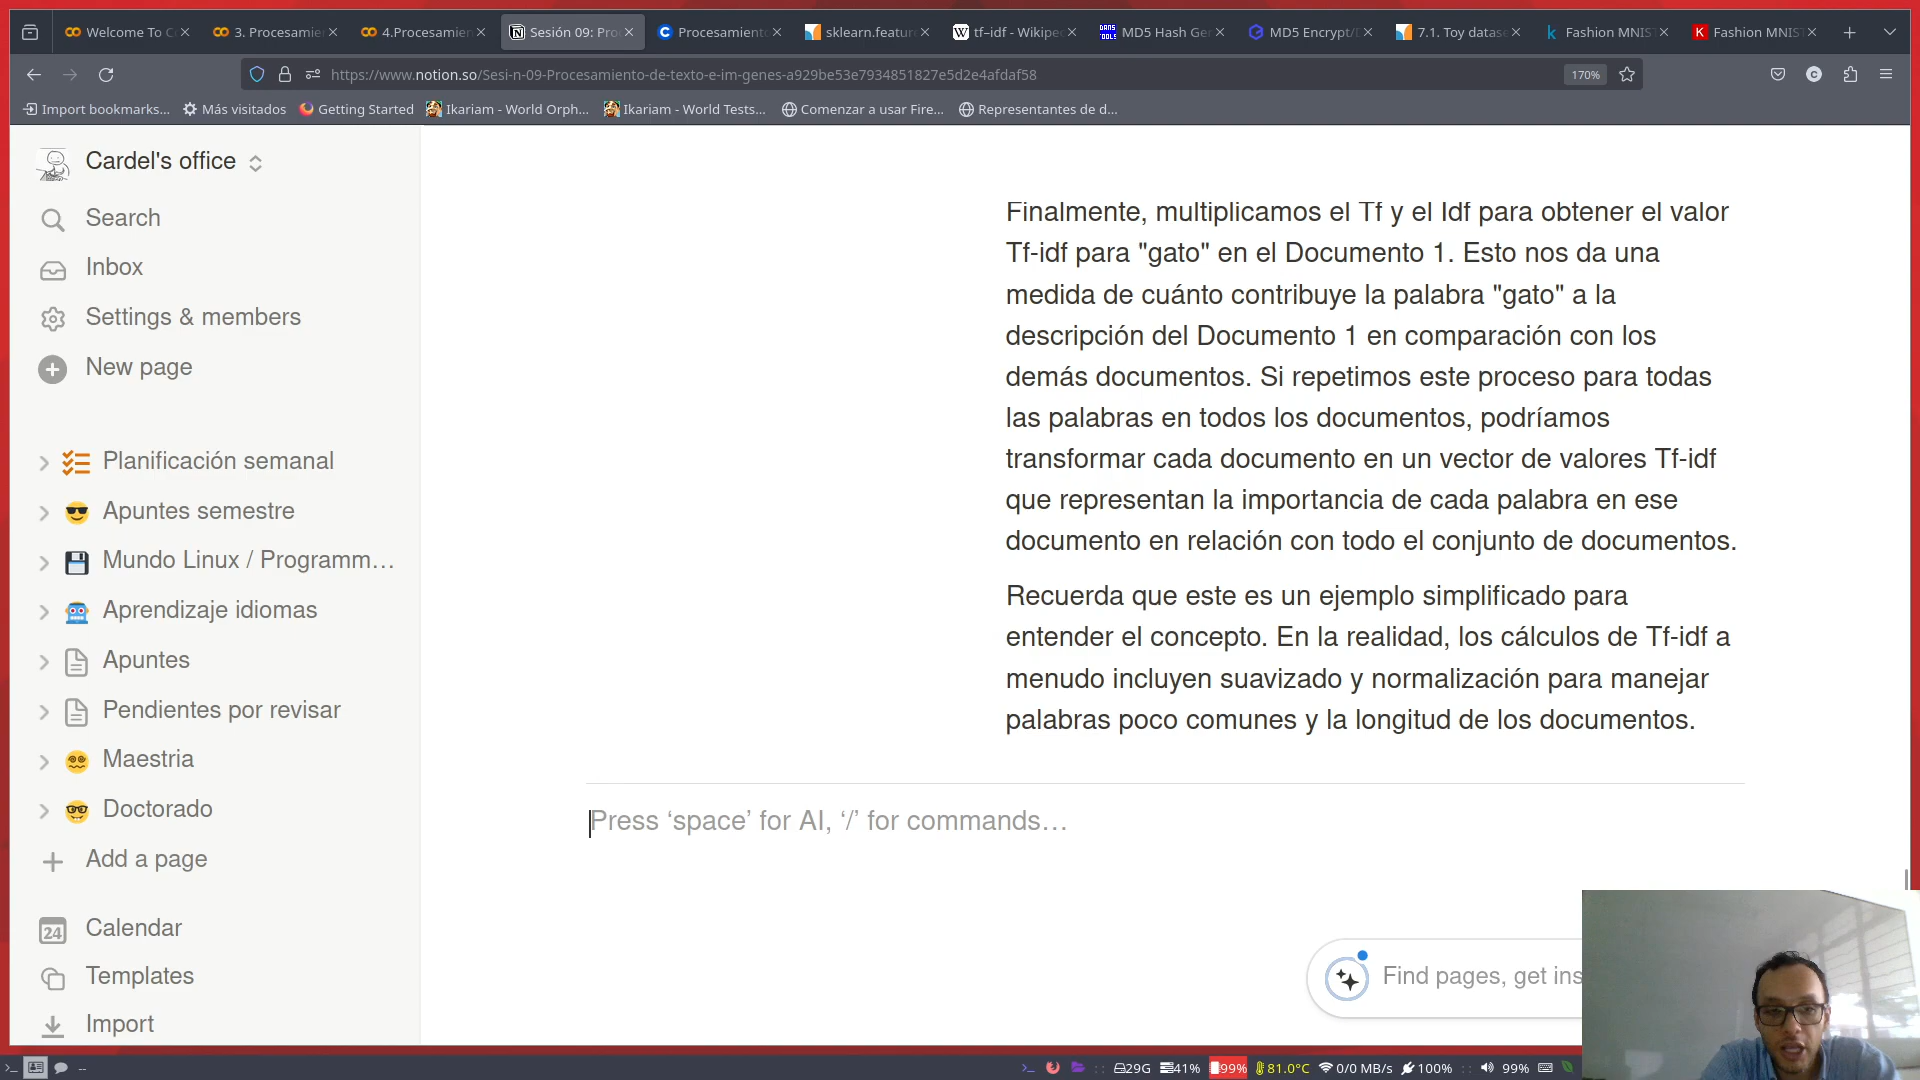 Welcome To C
3. Procesamie
4.Procesamie
Sesión 09: Pro
Procesamiento
sklearn.featur
tf–idf - Wikipe
MD5 Hash Ge
MD5 Encrypt/
7.1. Toy datase
Fashion MNIS
Fashion MNIS
https://www.notion.so/Sesi-n-09-Procesamiento-de-texto-e-im-genes-a929be53e7934851827e5d2e4afdaf58
170%
Import bookmarks...
Más visitados
Getting Started
Ikariam - World Orph...
Ikariam - World Tests...
Comenzar a usar Fire...
Representantes de d...
Cardel's office
Search
Inbox
Settings & members
New page
Planificación semanal
Apuntes semestre
Mundo Linux / Programm...
Aprendizaje idiomas
Apuntes
Pendientes por revisar
Maestria
Doctorado
Add a page
24 Calendar
Templates
Import
Finalmente, multiplicamos el Tf y el Idf para obtener el valor
Tf-idf para "gato" en el Documento 1. Esto nos da una
medida de cuánto contribuye la palabra "gato" a la
descripción del Documento 1 en comparación con los
demás documentos. Si repetimos este proceso para todas
las palabras en todos los documentos, podríamos
transformar cada documento en un vector de valores Tf-idf
que representan la importancia de cada palabra en ese
documento en relación con todo el conjunto de documentos.
Recuerda que este es un ejemplo simplificado para
entender el concepto. En la realidad, los cálculos de Tf-idf a
menudo incluyen suavizado y normalización para manejar
palabras poco comunes y la longitud de los documentos.
Press ‘space’ for AI, ‘/’ for commands…
Find pages, get ins
29G 41% 99% 81.0°C 0/0 MB/s 100% 99%